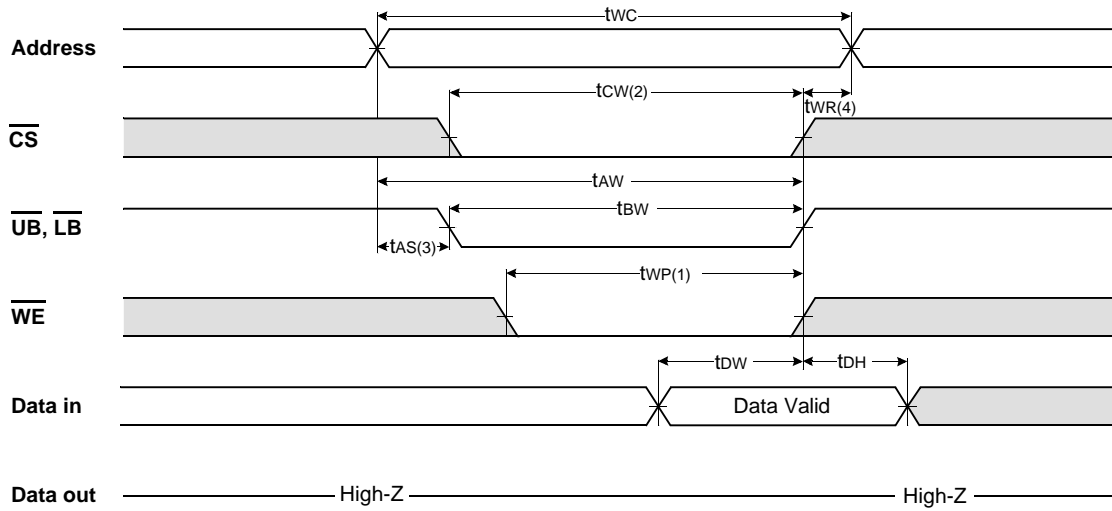 tWC
Address
tCW(2)
tWR(4)
CS
tAW
UB, LB
tBW
tAS(3)
tWP(1)
WE
tDW
tDH
Data in
Data Valid
Data out
High-Z
High-Z